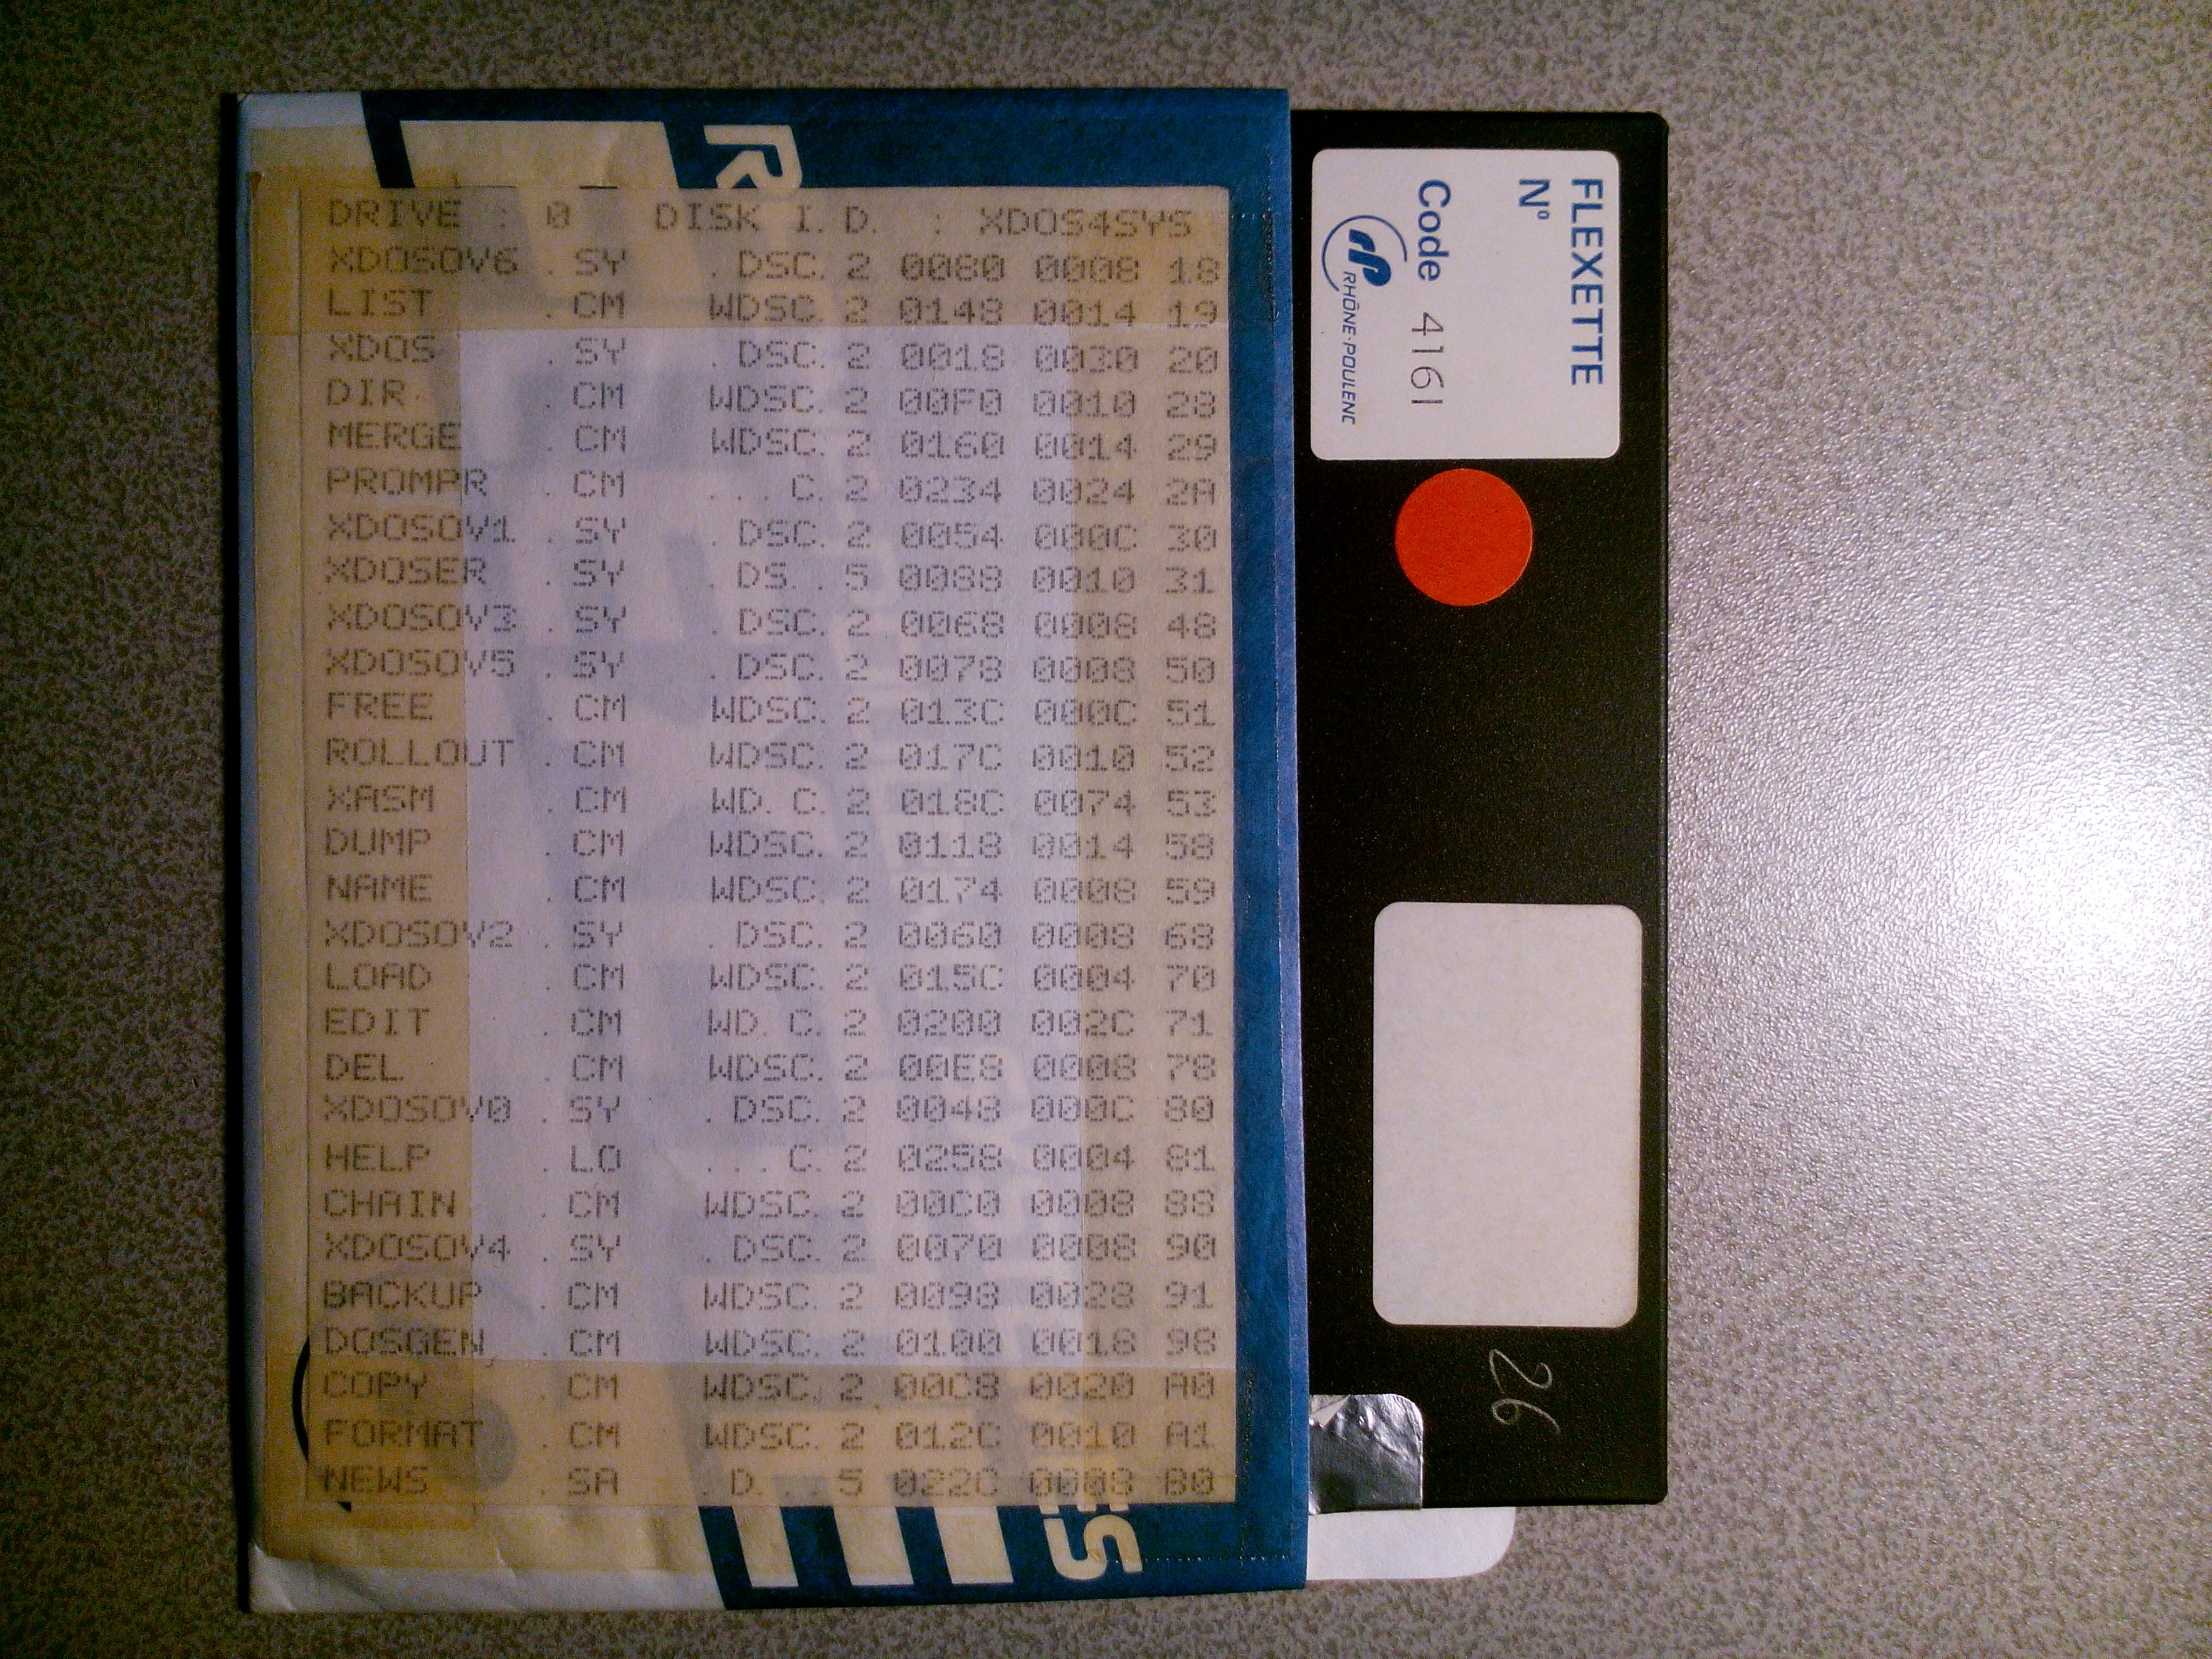 DRIVE : 0 DISK I.D. : XDOS4SYS
XDOSOV6 . SY . DSC. 2 0080 0008 18
LIST . CM WDSC. 2 0148 0014 19
XDOS . SY . DSC. 2 0018 0030 20
DIR . CM WDSC. 2 00F0 0010 28
MERGE . CM WDSC. 2 0160 0014 29
PROMPR . CM . . . C. 2 0234 0024 2A
XDOSOV1 . SY . DSC. 2 0054 000C 30
XDOSER . SY . DS. . 5 0088 0010 31
XDOSOV3 . SY . DSC. 2 0068 0008 48
XDOSOV5 . SY . DSC. 2 0078 0008 50
FREE . CM WDSC. 2 013C 000C 51
ROLLOUT . CM WDSC. 2 017C 0010 52
XASM . CM WD. C. 2 018C 0074 53
DUMP . CM WDSC. 2 0118 0014 58
NAME . CM WDSC. 2 0174 0008 59
XDOSOV2 . SY . DSC. 2 0060 0008 68
LOAD . CM WDSC. 2 015C 0004 70
EDIT . CM WD. C. 2 0200 002C 71
DEL . CM WDSC. 2 00E8 0008 78
XDOSOV0 . SY . DSC. 2 0048 000C 80
HELP . LO . . . C. 2 0258 0004 81
CHAIN . CM WDSC. 2 00C0 0008 88
XDOSOV4 . SY . DSC. 2 0070 0008 90
BACKUP . CM WDSC. 2 0098 0028 91
DOSGEN . CM WDSC. 2 0100 0018 98
COPY . CM WDSC. 2 00C8 0020 A0
FORMAT . CM WDSC. 2 012C 0010 A1
NEWS . SA . D. . . 5 022C 0008 B0
FLEXETTE
Nº
Code 4161
RHÔNE-POULENC
26